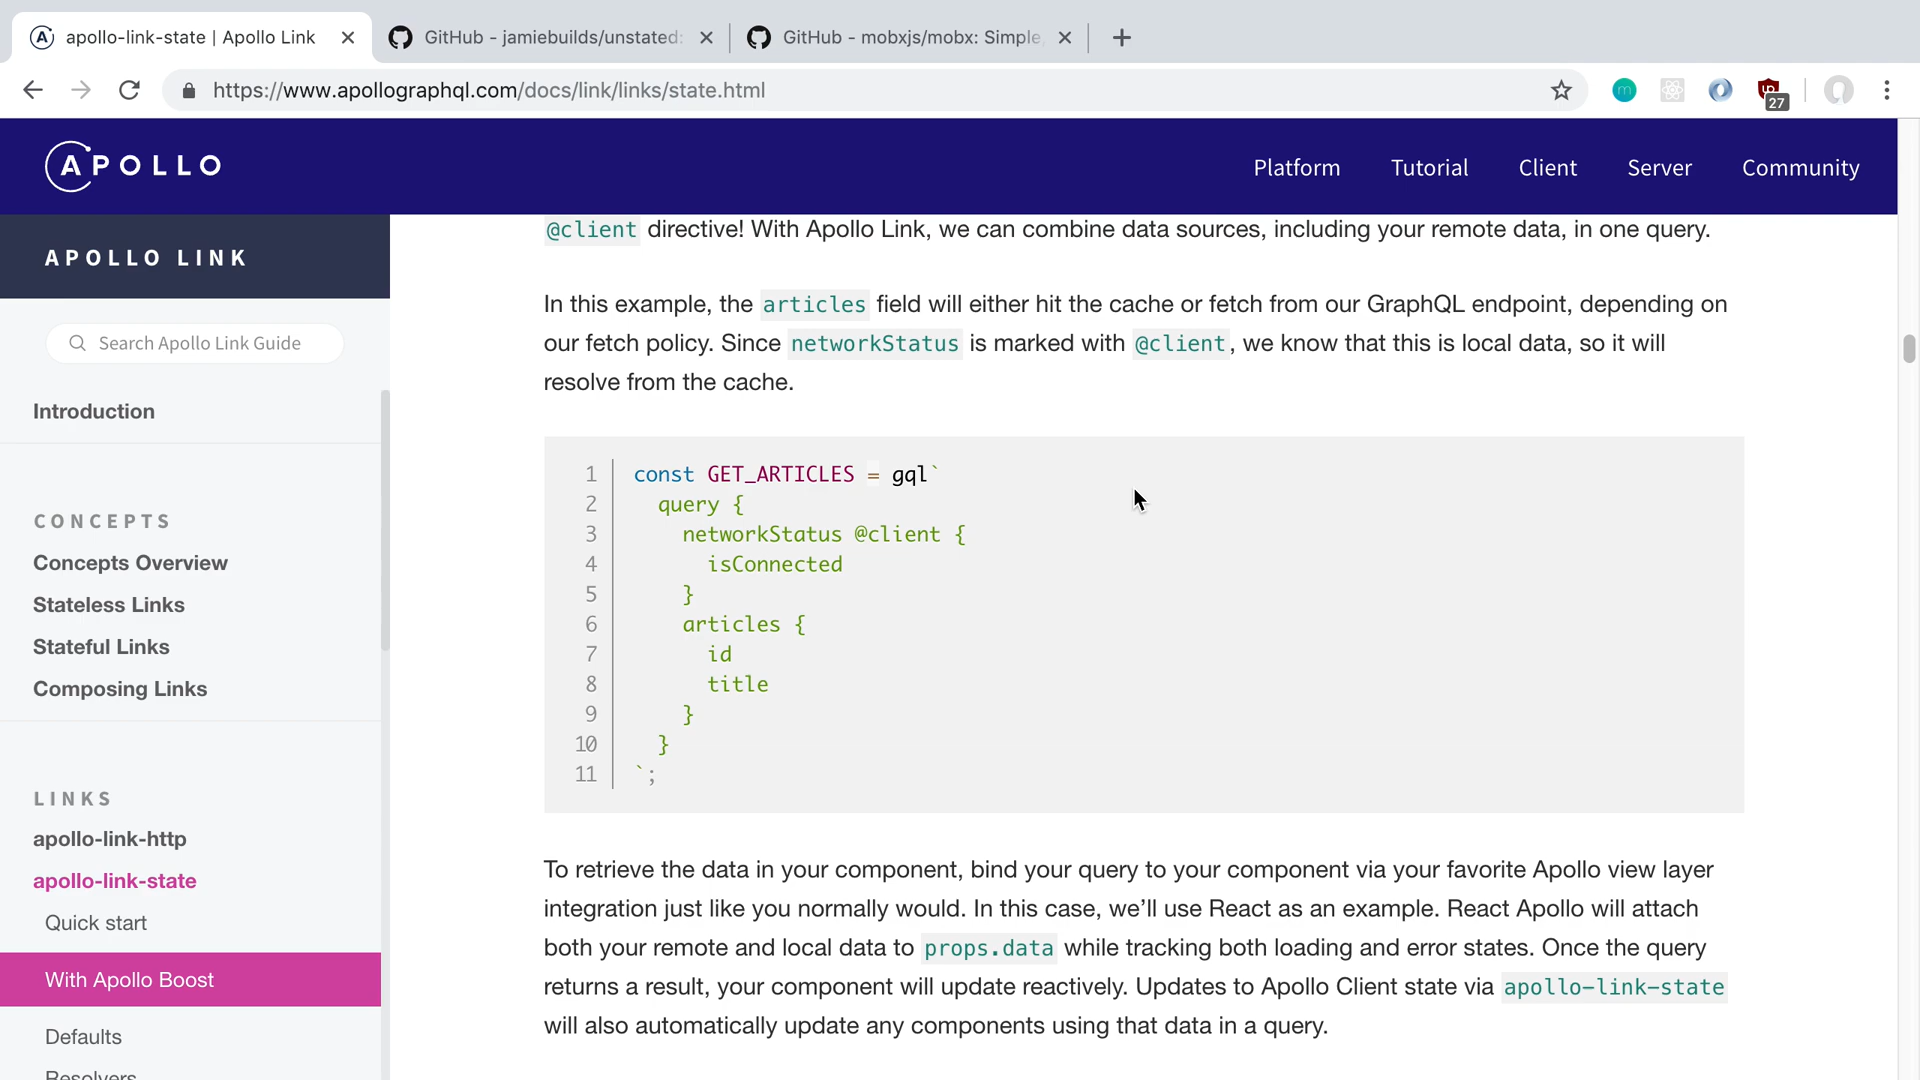 apollo-link-state | Apollo Link
GitHub - jamiebuilds/unstated:
GitHub - mobxjs/mobx: Simple,
https://www.apollographql.com/docs/link/links/state.html
27
APOLLO
Platform
Tutorial
Client
Server
Community
APOLLO LINK
Search Apollo Link Guide
Introduction
CONCEPTS
Concepts Overview
Stateless Links
Stateful Links
Composing Links
LINKS
apollo-link-http
apollo-link-state
Quick start
With Apollo Boost
Defaults
Resolvers
@client directive! With Apollo Link, we can combine data sources, including your remote data, in one query.
In this example, the articles field will either hit the cache or fetch from our GraphQL endpoint, depending on
our fetch policy. Since networkStatus is marked with @client, we know that this is local data, so it will
resolve from the cache.
1 const GET_ARTICLES = gql`
2 query {
3 networkStatus @client {
4 isConnected
5 }
6 articles {
7 id
8 title
9 }
10 }
11 `;
To retrieve the data in your component, bind your query to your component via your favorite Apollo view layer
integration just like you normally would. In this case, we’ll use React as an example. React Apollo will attach
both your remote and local data to props.data while tracking both loading and error states. Once the query
returns a result, your component will update reactively. Updates to Apollo Client state via apollo-link-state
will also automatically update any components using that data in a query.